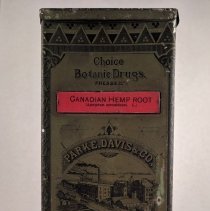 Choice
Botanic Drugs.
PRESSED.
CANADIAN HEMP ROOT
PARKE, DAVIS & CO.